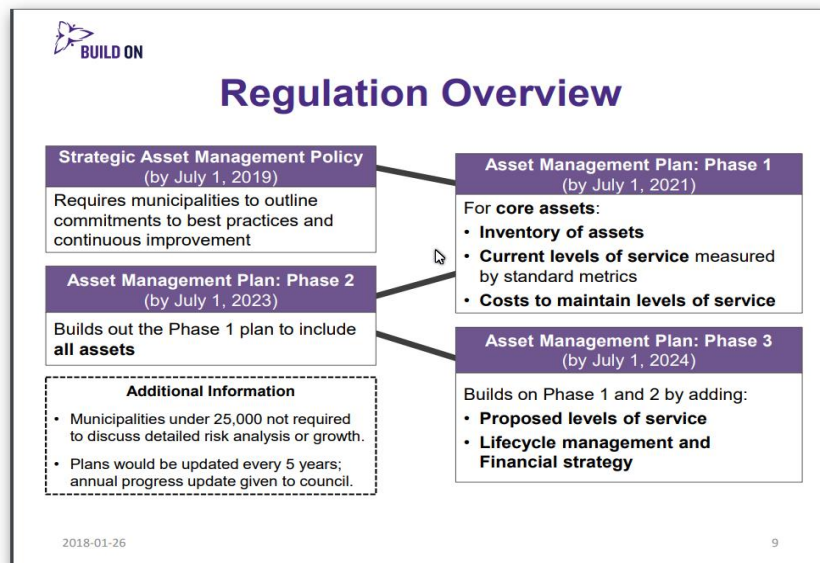 BUILD ON
Regulation Overview
Strategic Asset Management Policy
(by July 1, 2019)
Requires municipalities to outline
commitments to best practices and
continuous improvement
Asset Management Plan: Phase 1
(by July 1, 2021)
For core assets:
• Inventory of assets
• Current levels of service measured
by standard metrics
• Costs to maintain levels of service
Asset Management Plan: Phase 2
(by July 1, 2023)
Builds out the Phase 1 plan to include
all assets
Asset Management Plan: Phase 3
(by July 1, 2024)
Builds on Phase 1 and 2 by adding:
• Proposed levels of service
• Lifecycle management and
Financial strategy
Additional Information
• Municipalities under 25,000 not required
to discuss detailed risk analysis or growth.
• Plans would be updated every 5 years;
annual progress update given to council.
2018-01-26
9